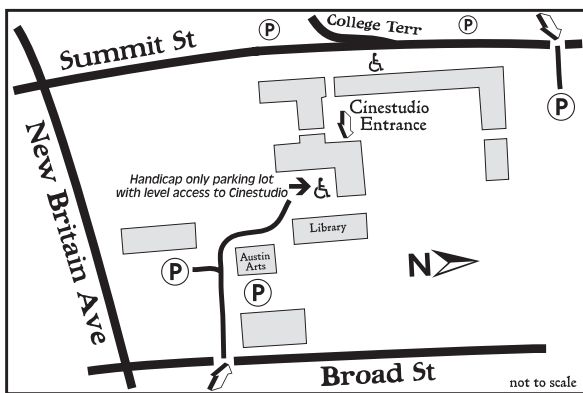 College Terr
P
P
Summit St
P
Cinestudio
Entrance
New Britain Ave
Handicap only parking lot
with level access to Cinestudio
Library
Austin
Arts
P
P
N
Broad St
not to scale